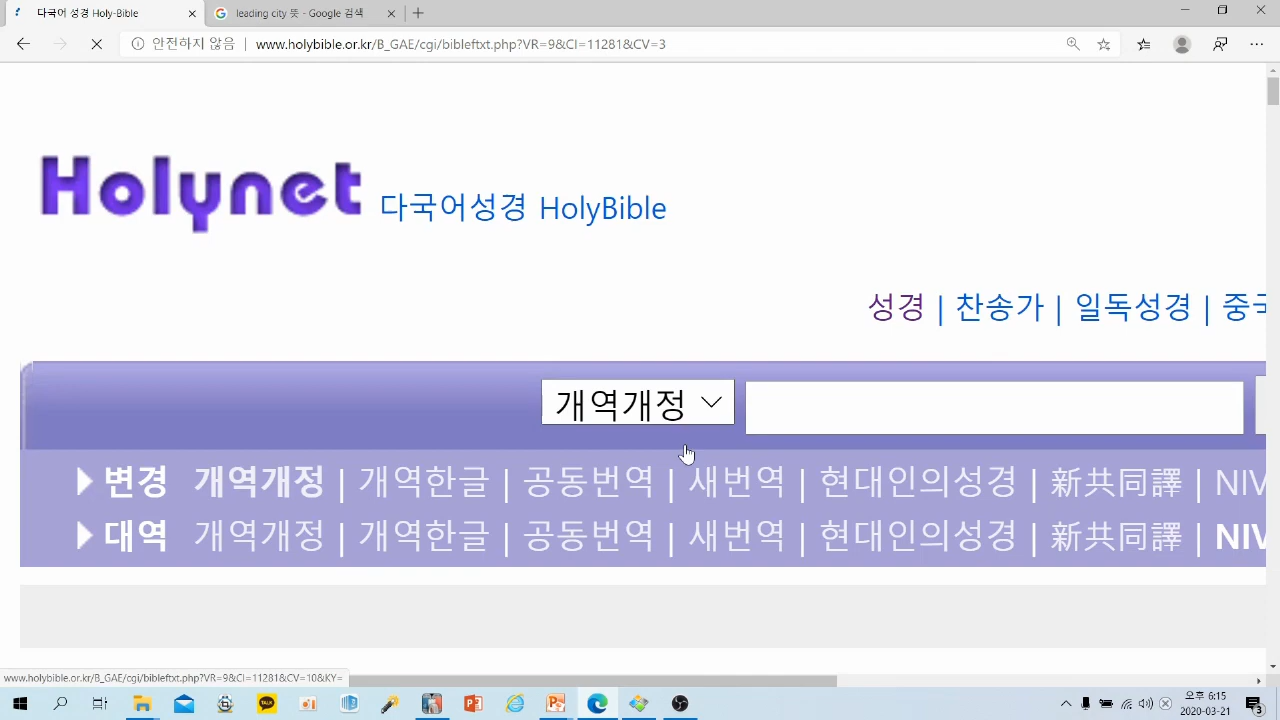 다국어 성경 Holy-Bible
leading city 뜻 - Google 검색
안전하지 않음 | www.holybible.or.kr/B_GAE/cgi/bibleftxt.php?VR=9&CI=11281&CV=3
Holynet 다국어성경 HolyBible
성경 | 찬송가 | 일독성경 | 중국
개역개정
변경 개역개정 | 개역한글 | 공동번역 | 새번역 | 현대인의성경 | 新共同譯 | NIV
대역 개역개정 | 개역한글 | 공동번역 | 새번역 | 현대인의성경 | 新共同譯 | NIV
www.holybible.or.kr/B_GAE/cgi/bibleftxt.php?VR=9&CI=11281&CV=10&KY=
TALK
오후 6:15
2020-03-21
3